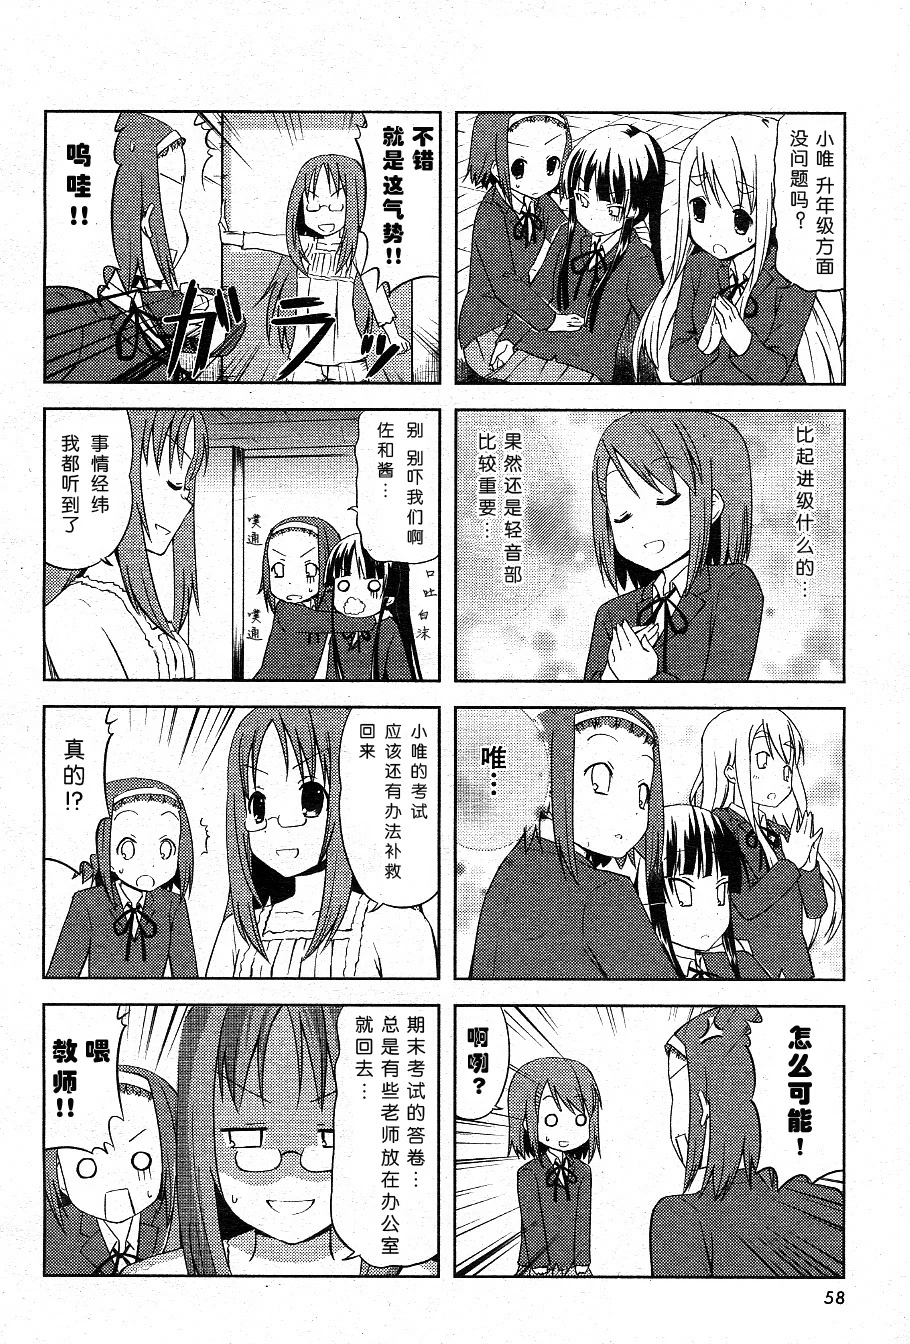 小唯 升年级方面
没问题吗？
比起进级什么的…
果然还是轻音部
比较重要…
唯…
怎么可能！
啊咧？
不错
就是这气势!!
呜哇!!
ガラッ
别 别吓我们啊
佐和酱…
噗通
噗通
口吐白沫
事情经纬
我都听到了
小唯的考试
应该还有办法补救
回来
真的!?
期末考试的答卷…
总是有些老师放在办公室
就回去…
喂
教师!!
58